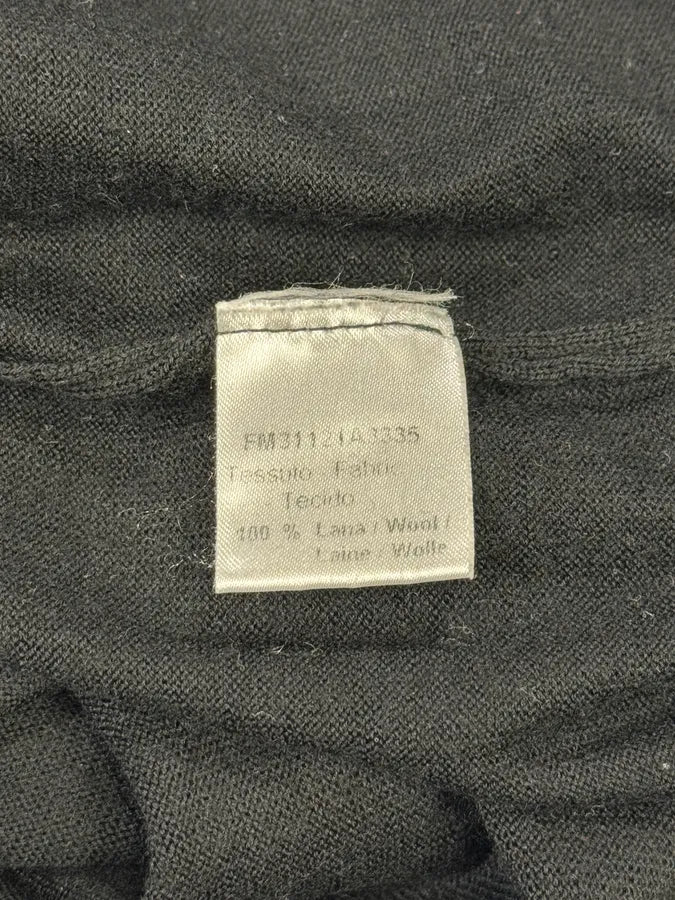 FM31121A3335
Tessuto - Fabric
- Tecido
100 % Lana / Wool /
Laine / Wolle